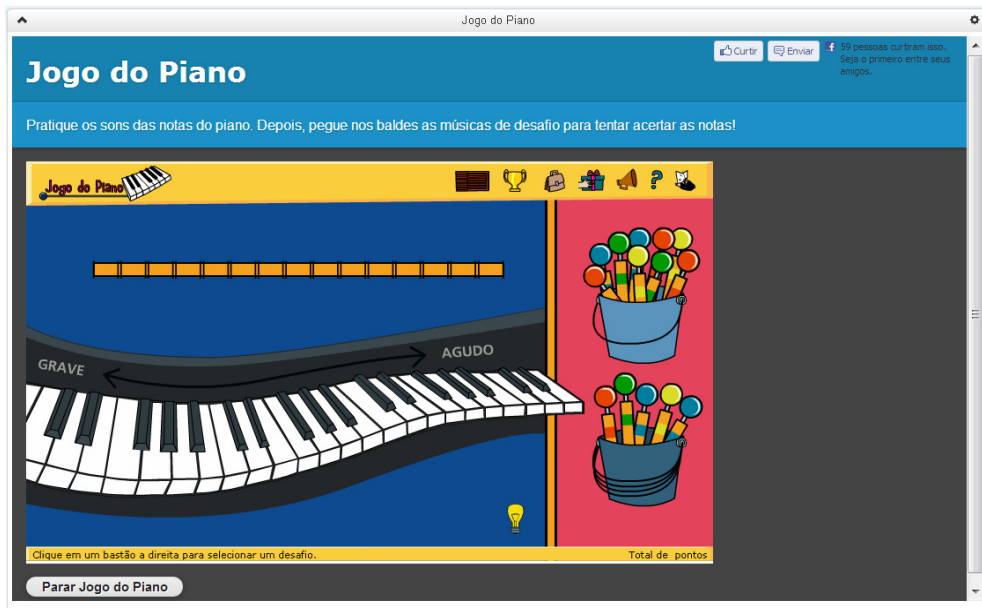 Jogo do Piano
Jogo do Piano
Curtir
Enviar
59 pessoas curtiram isso.
Seja o primeiro entre seus
amigos.
Pratique os sons das notas do piano. Depois, pegue nos baldes as músicas de desafio para tentar acertar as notas!
Jogo do Piano
?
GRAVE
AGUDO
Clique em um bastão a direita para selecionar um desafio.
Total de pontos
Parar Jogo do Piano